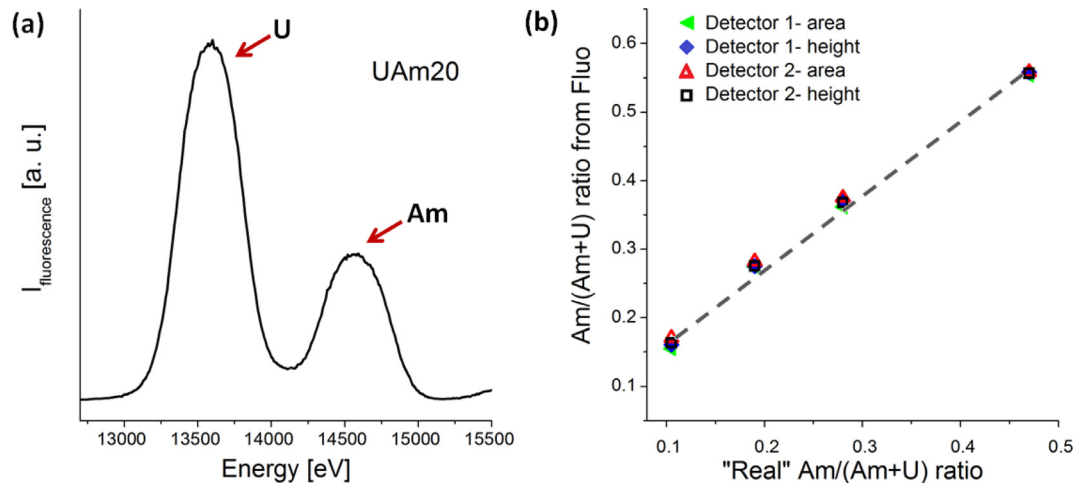 (a)
U
UAm20
Am
I fluorescence [a. u.]
13000 13500 14000 14500 15000 15500
Energy [eV]
(b)
Detector 1- area
Detector 1- height
Detector 2- area
Detector 2- height
Am/(Am+U) ratio from Fluo
0.6
0.5
0.4
0.3
0.2
0.1
0.1 0.2 0.3 0.4 0.5
"Real" Am/(Am+U) ratio